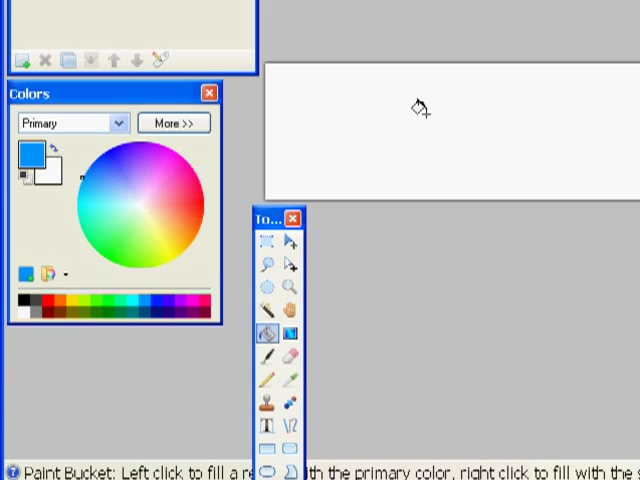 Colors
Primary
More >>
To...
Paint Bucket: Left click to fill a re
ith the primary color, right click to fill with the s